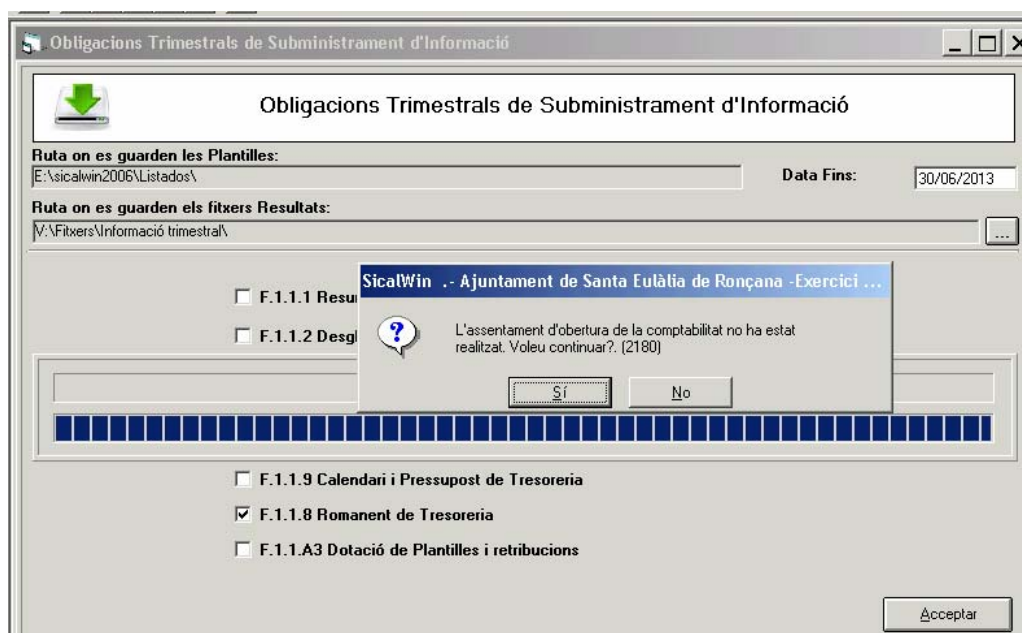 Obligacions Trimestrals de Subministrament d'Informació
Obligacions Trimestrals de Subministrament d'Informació
Ruta on es guarden les Plantilles:
E:\sicalwin2006\Listados\
Data Fins:
30/06/2013
Ruta on es guarden els fitxers Resultats:
V:\Fitxers\Informació trimestral\
...
SicalWin .- Ajuntament de Santa Eulàlia de Ronçana -Exercici ...
F.1.1.1 Resu
F.1.1.2 Desgl
L'assentament d'obertura de la comptabilitat no ha estat
realitzat. Voleu continuar?. (2180)
Sí
No
F.1.1.9 Calendari i Pressupost de Tresoreria
F.1.1.8 Romanent de Tresoreria
F.1.1.A3 Dotació de Plantilles i retribucions
Acceptar